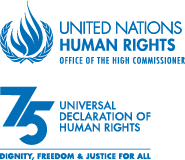 UNITED NATIONS
HUMAN RIGHTS
OFFICE OF THE HIGH COMMISSIONER
75
UNIVERSAL
DECLARATION OF
HUMAN RIGHTS
DIGNITY, FREEDOM & JUSTICE FOR ALL